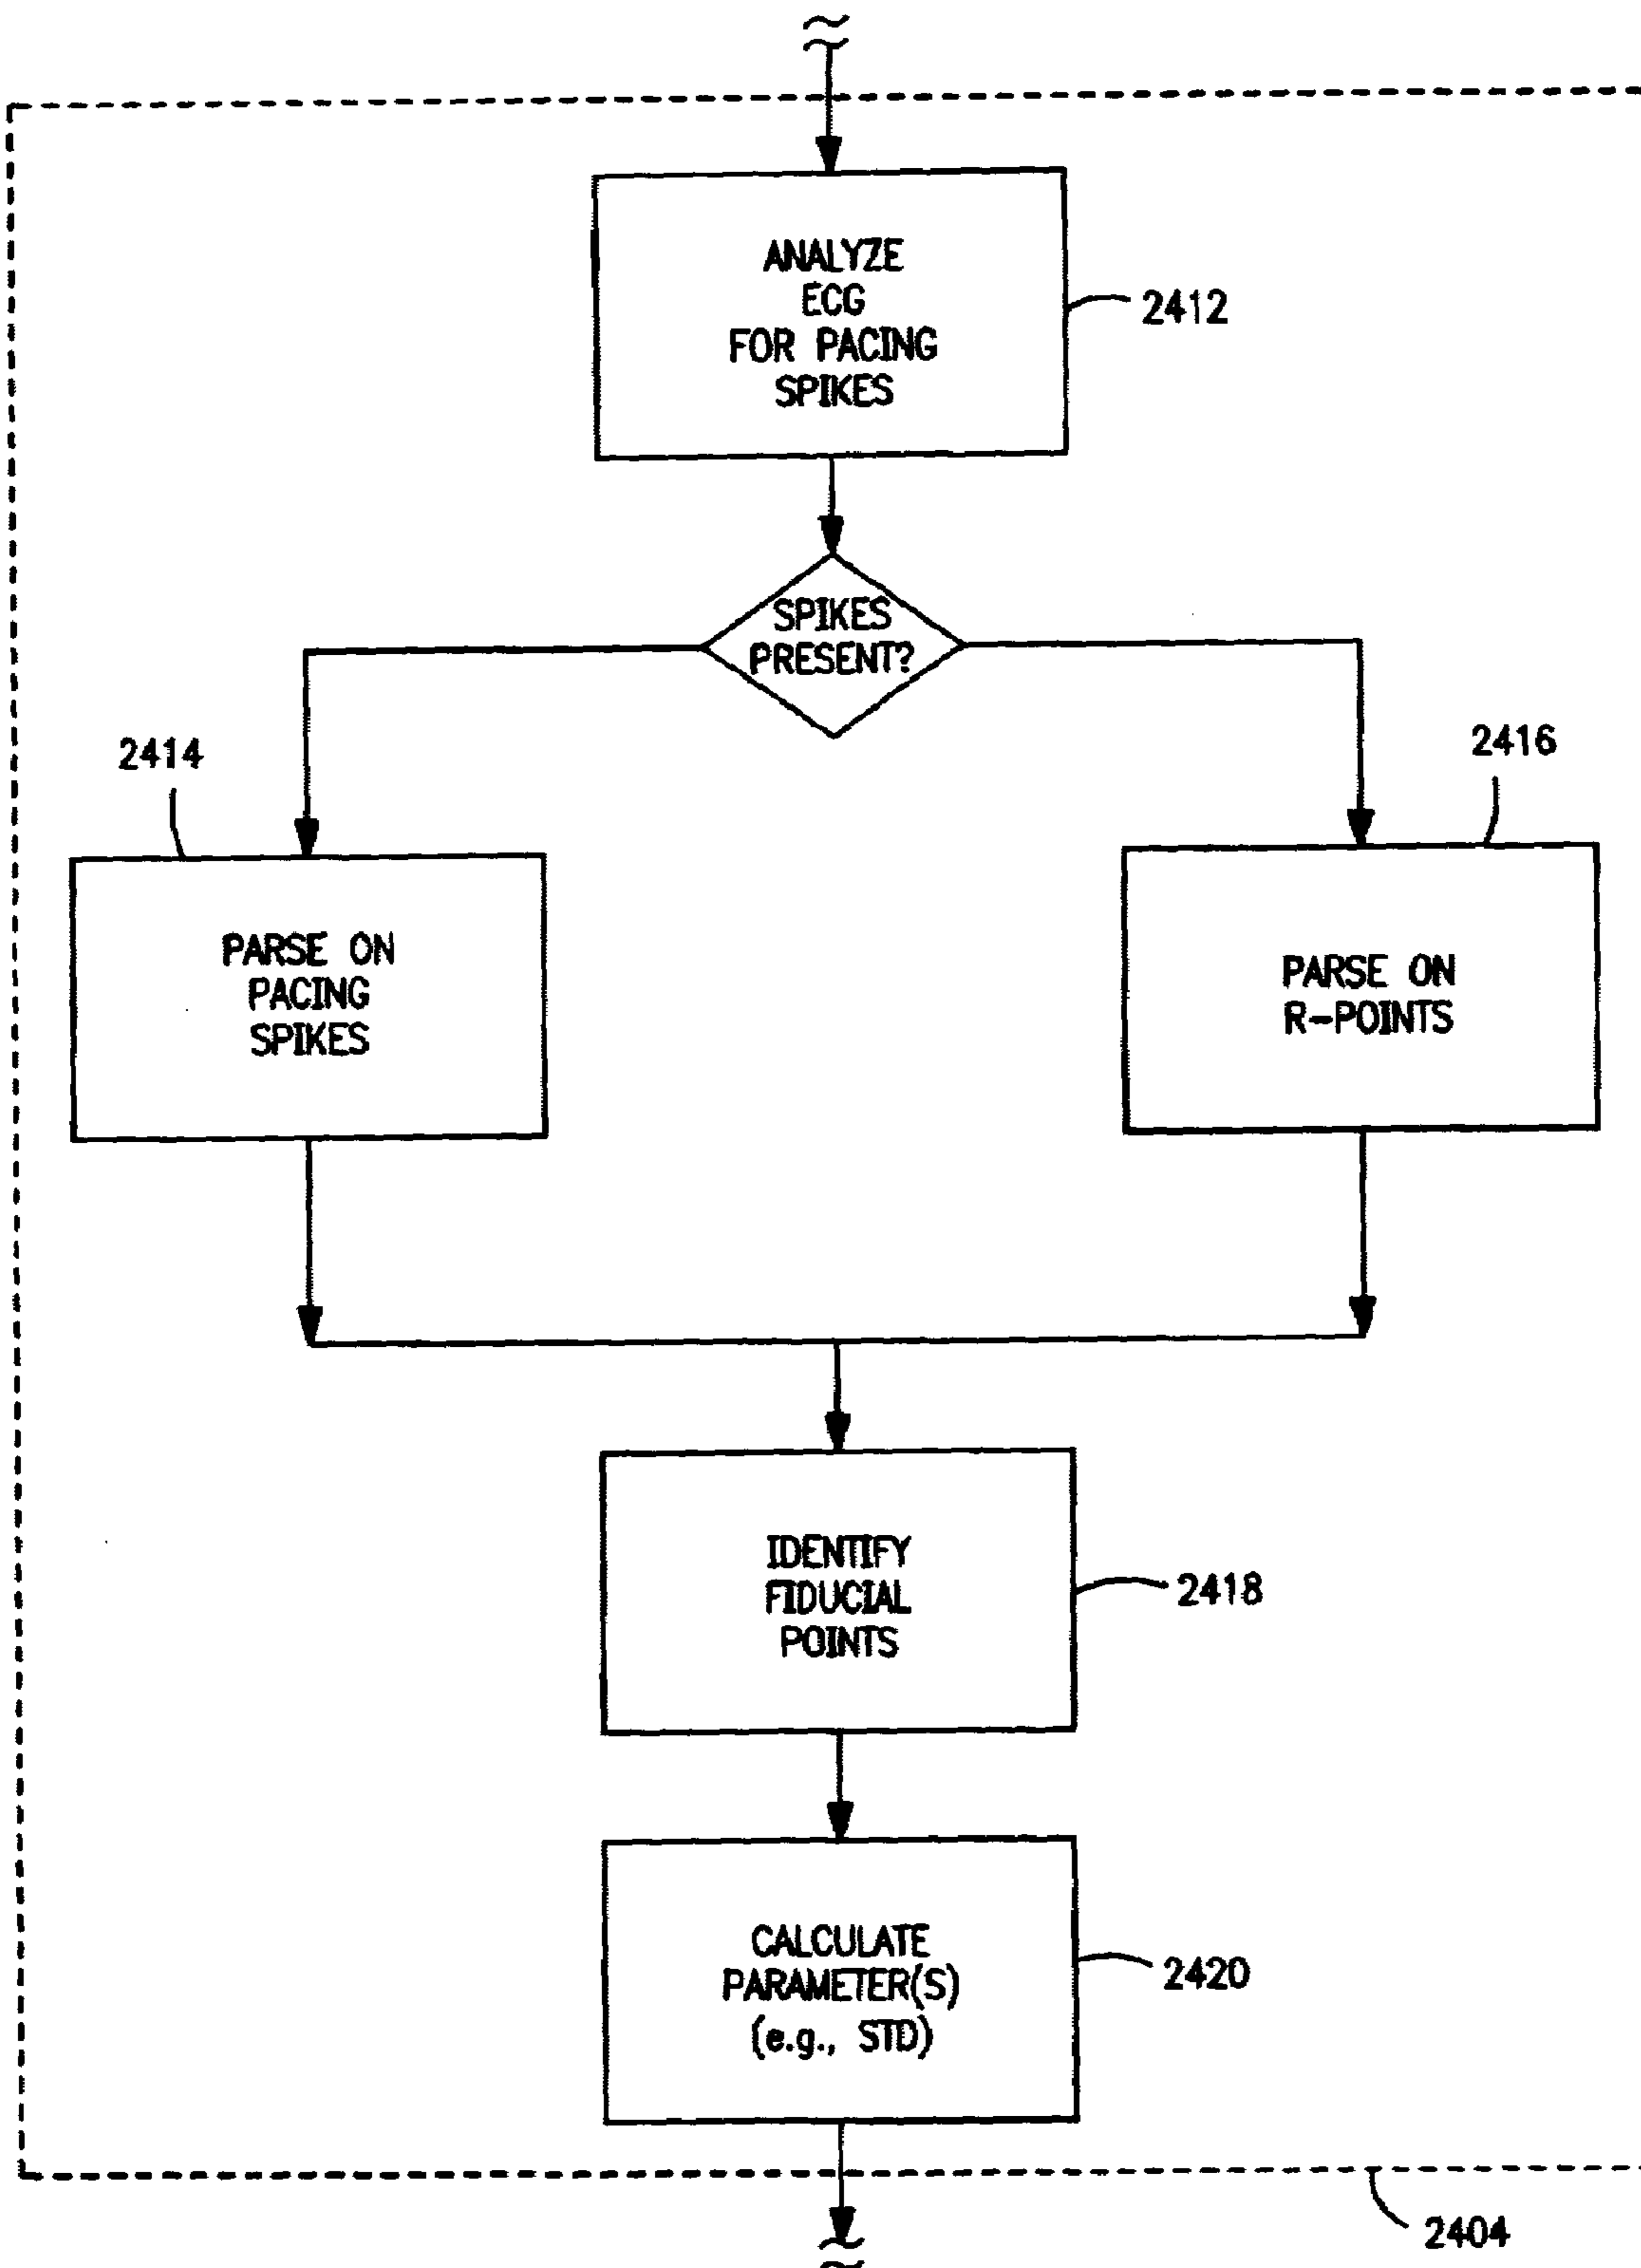 ANALYZE
ECG
FOR PACING
SPIKES
2412
SPIKES
PRESENT?
2414
2416
PARSE ON
PACING
SPIKES
PARSE ON
R-POINTS
IDENTIFY
FIDUCIAL
POINTS
2418
CALCULATE
PARAMETER(S)
(e.g., STD)
2420
2404